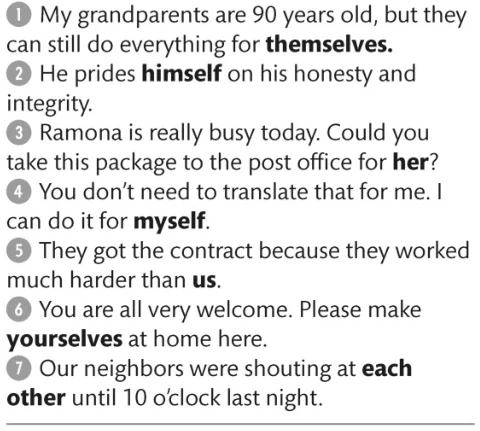 1 My grandparents are 90 years old, but they
can still do everything for themselves.
2 He prides himself on his honesty and
integrity.
3 Ramona is really busy today. Could you
take this package to the post office for her?
4 You don’t need to translate that for me. I
can do it for myself.
5 They got the contract because they worked
much harder than us.
6 You are all very welcome. Please make
yourselves at home here.
7 Our neighbors were shouting at each
other until 10 o’clock last night.